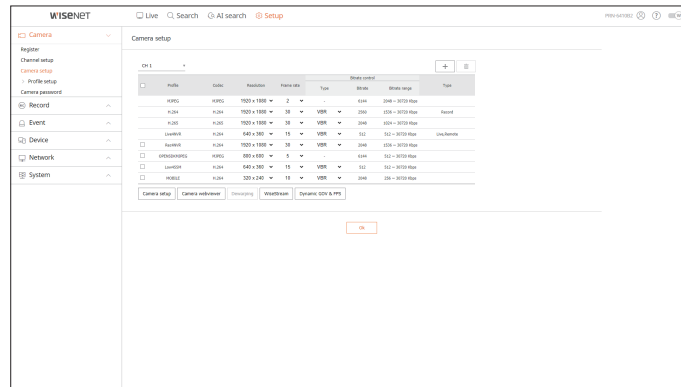 WISENET
Live Search AI search Setup
PRN-6410B2
Camera
Camera setup
Register
Channel setup
Camera setup
> Profile setup
Camera password
Record
Event
Device
Network
System
CH 1
Bitrate control
Profile Codec Resolution Frame rate Type Bitrate Bitrate range Type
MJPEG MJPEG 1920 x 1080 2 - 6144 2048 ~ 30720 Kbps
H.264 H.264 1920 x 1080 30 VBR 2560 1536 ~ 30720 Kbps Record
H.265 H.265 1920 x 1080 30 VBR 2048 1024 ~ 30720 Kbps
LiveNVR H.264 640 x 360 15 VBR 512 512 ~ 30720 Kbps Live,Remote
H.264 1920 x 1080 30 VBR 2048 1536 ~ 30720 Kbps
MJPEG 800 x 600 5 - 6144 512 ~ 30720 Kbps
H.264 640 x 360 15 VBR 512 512 ~ 30720 Kbps
MOBILE H.264 320 x 240 10 VBR 2048 256 ~ 30720 Kbps
Camera setup Camera webviewer Dewarping WiseStream Dynamic GOV & FPS
Ok